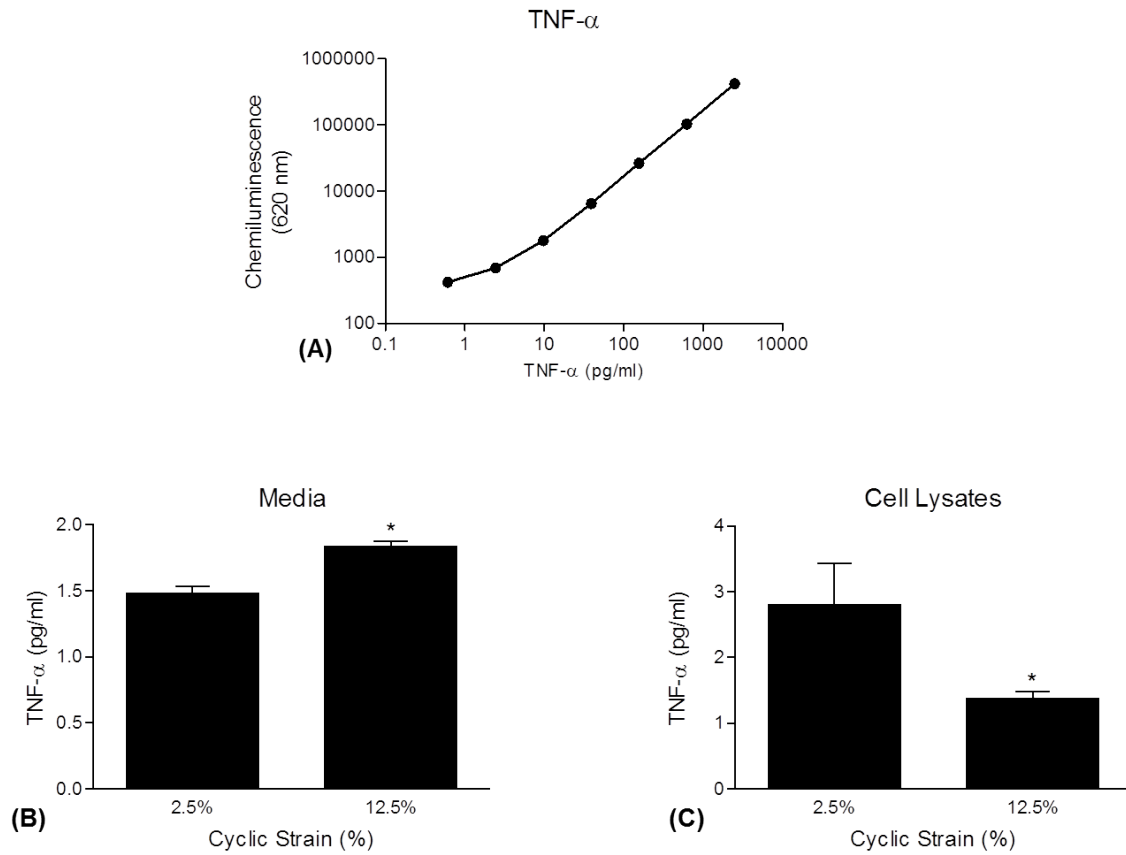 TNF-α
Chemiluminescence
(620 nm)
1000000
100000
10000
1000
100
0.1
1
10
100
1000
10000
TNF-α (pg/ml)
(A)
Media
TNF-α (pg/ml)
2.0
1.5
1.0
0.5
0.0
*
2.5%
12.5%
Cyclic Strain (%)
(B)
Cell Lysates
TNF-α (pg/ml)
4
3
2
1
0
*
2.5%
12.5%
Cyclic Strain (%)
(C)